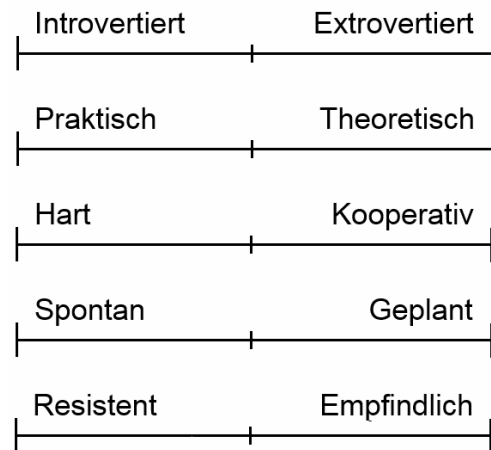 Introvertiert Extrovertiert
Praktisch Theoretisch
Hart Kooperativ
Spontan Geplant
Resistent Empfindlich